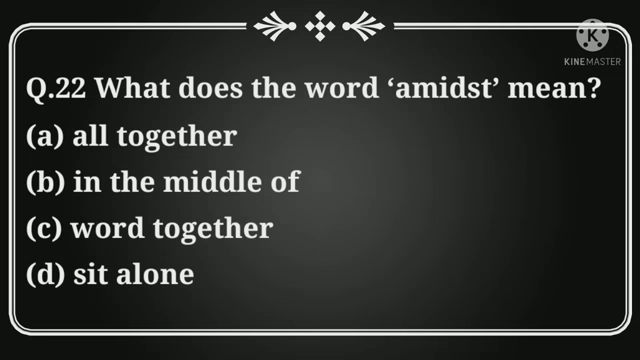 K
KINEMASTER
Q.22 What does the word ‘amidst’ mean?
(a) all together
(b) in the middle of
(c) word together
(d) sit alone